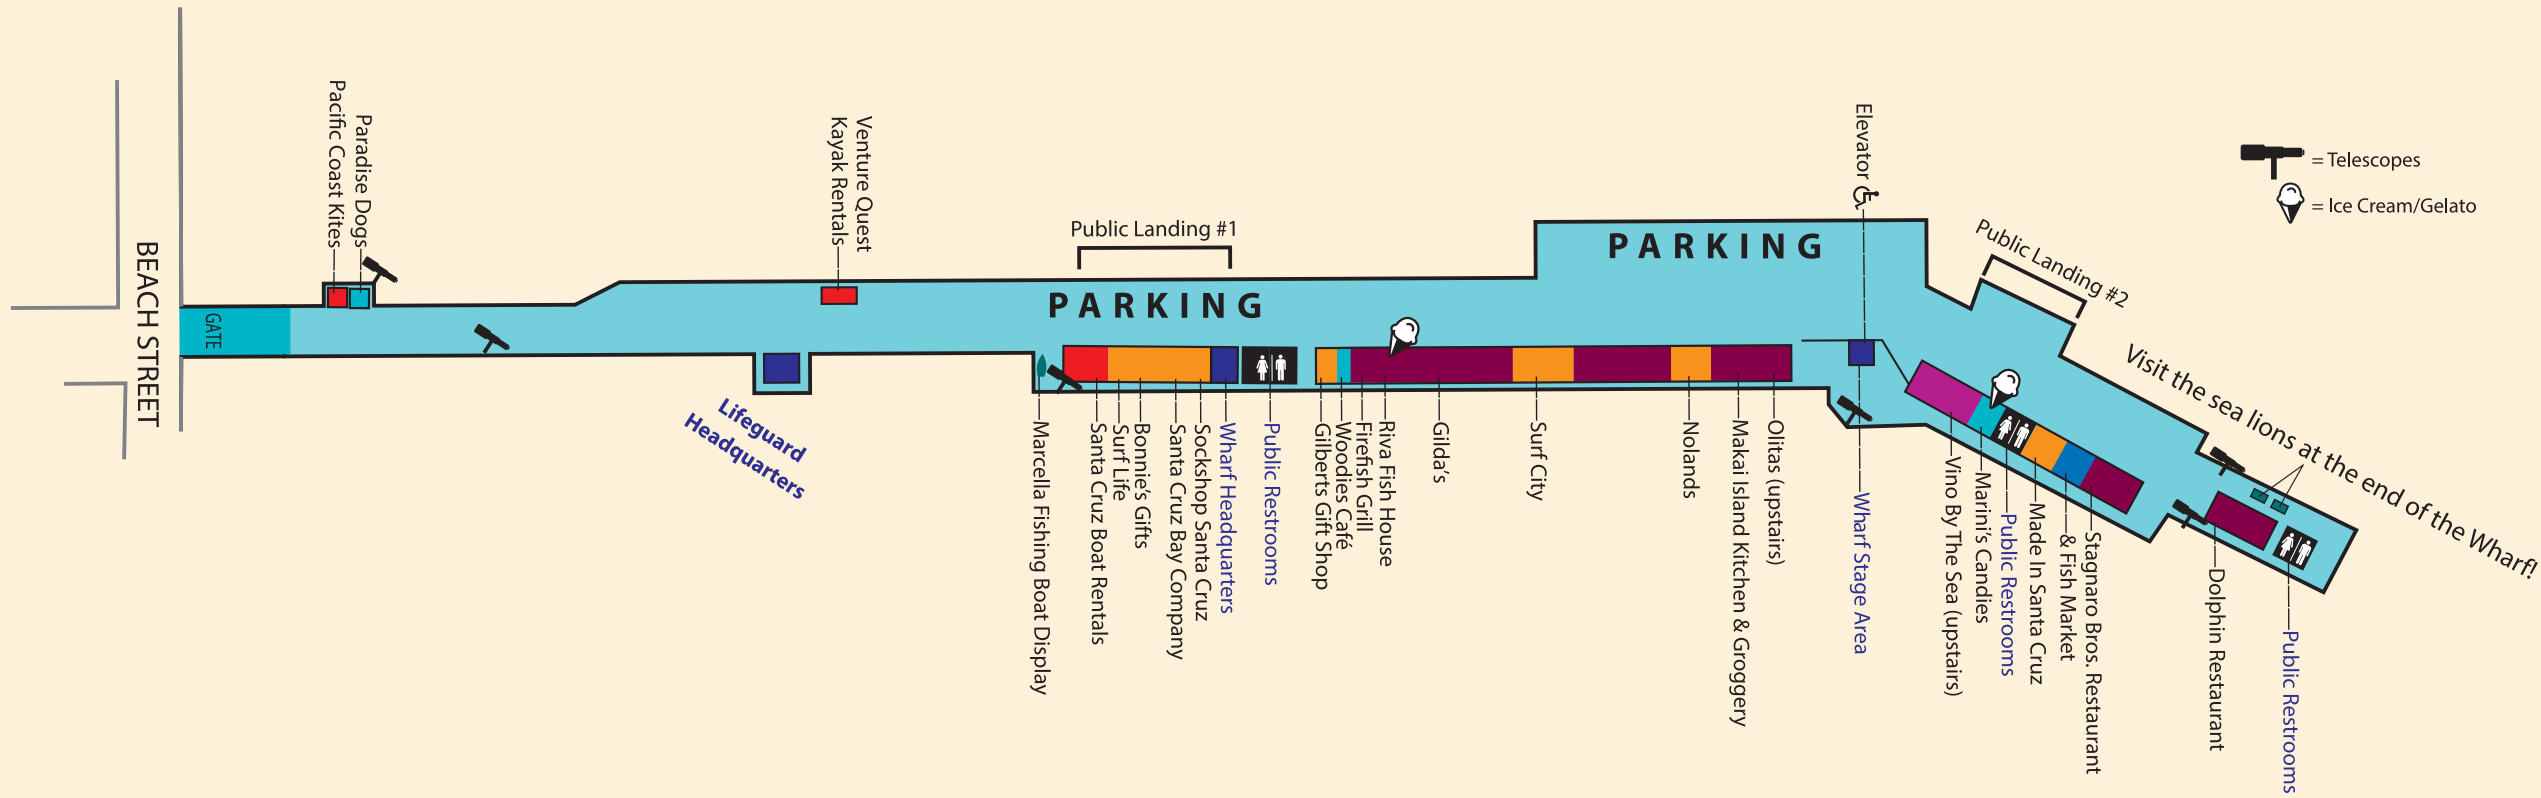 BEACH STREET
GATE
Pacific Coast Kites
Paradise Dogs
Venture Quest
Kayak Rentals
Lifeguard
Headquarters
Public Landing #1
PARKING
PARKING
Elevator
Public Landing #2
= Telescopes
= Ice Cream/Gelato
Visit the sea lions at the end of the Wharf!
Marcella Fishing Boat Display
Santa Cruz Boat Rentals
Surf Life
Bonnie's Gifts
Santa Cruz Bay Company
Sockshop Santa Cruz
Wharf Headquarters
Public Restrooms
Gilberts Gift Shop
Woodies Café
Firefish Grill
Riva Fish House
Gilda's
Surf City
Nolands
Makai Island Kitchen & Groggery
Olitas (upstairs)
Wharf Stage Area
Vino By The Sea (upstairs)
Marini's Candies
Public Restrooms
Made In Santa Cruz
Stagnaro Bros. Restaurant
& Fish Market
Dolphin Restaurant
Public Restrooms